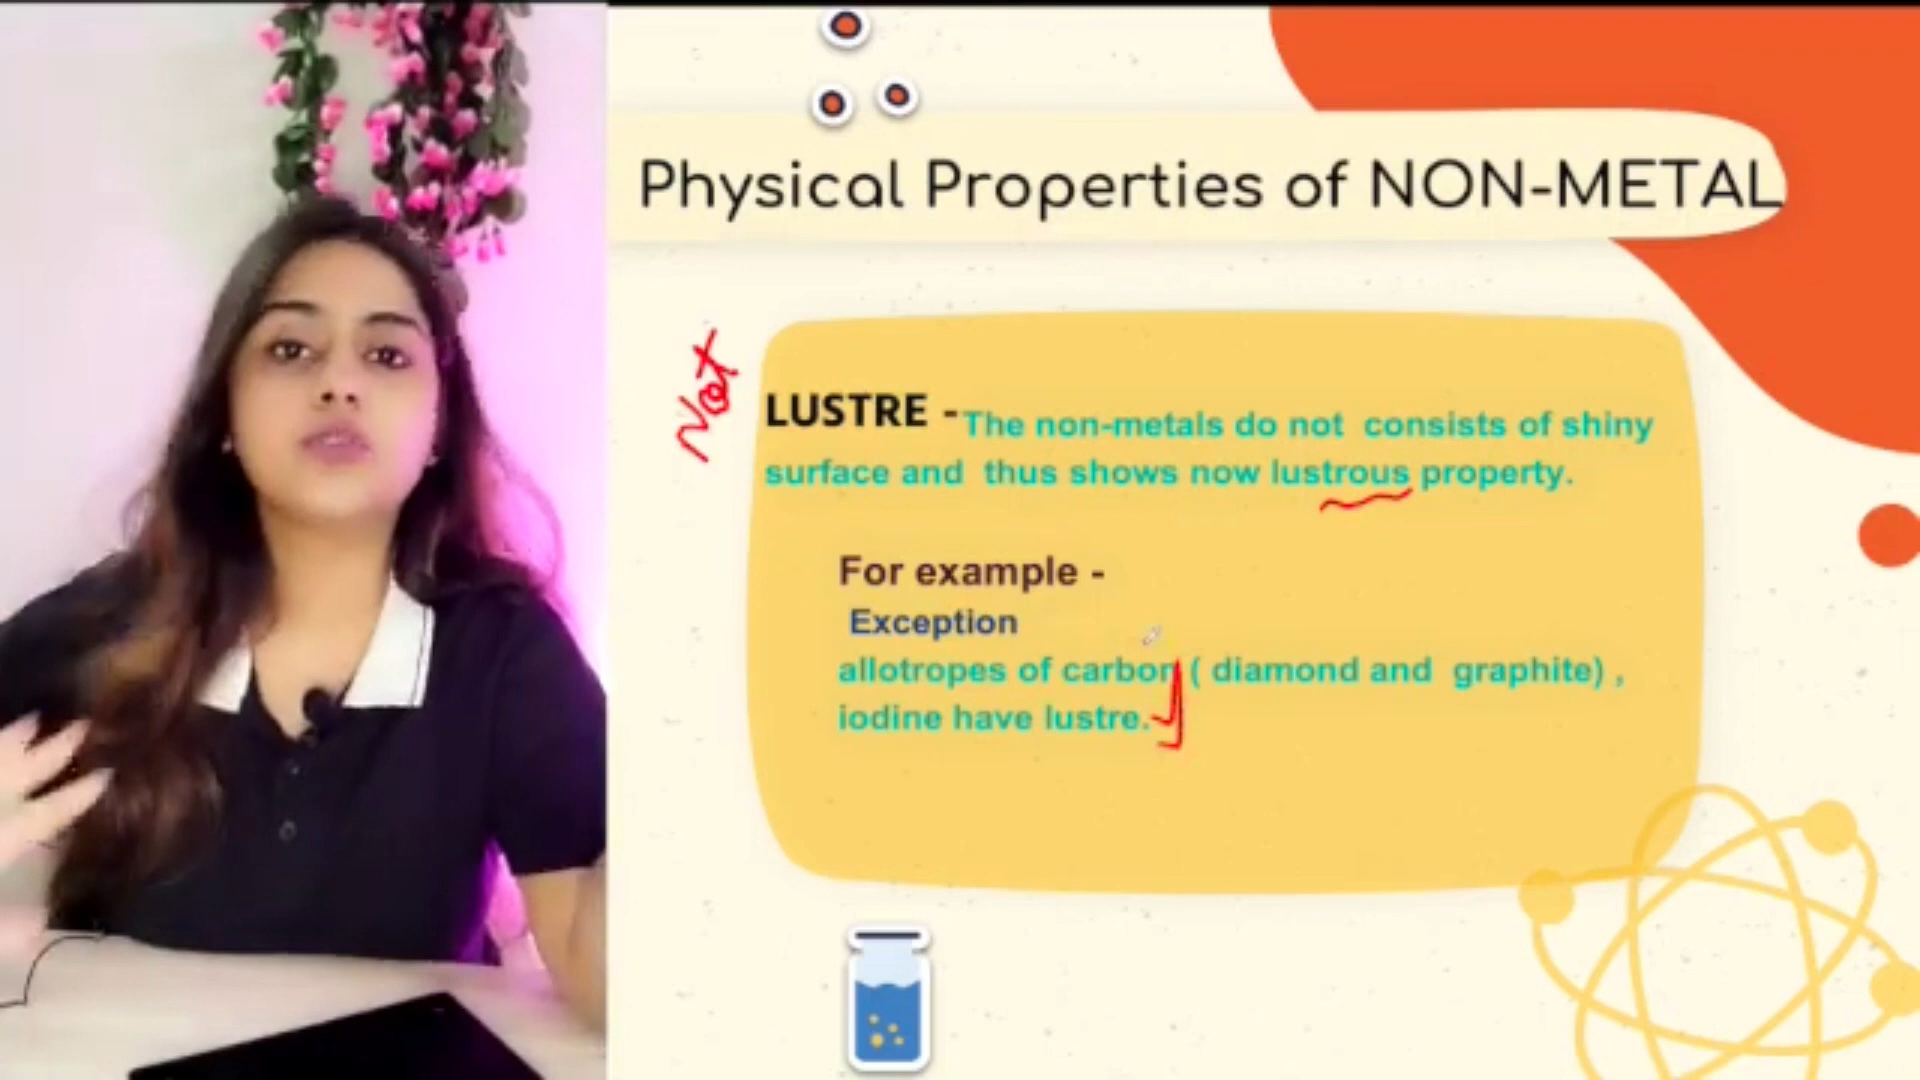 Physical Properties of NON-METAL
Not
LUSTRE - The non-metals do not consists of shiny
surface and thus shows now lustrous property.
For example -
Exception
allotropes of carbon ( diamond and graphite) ,
iodine have lustre.